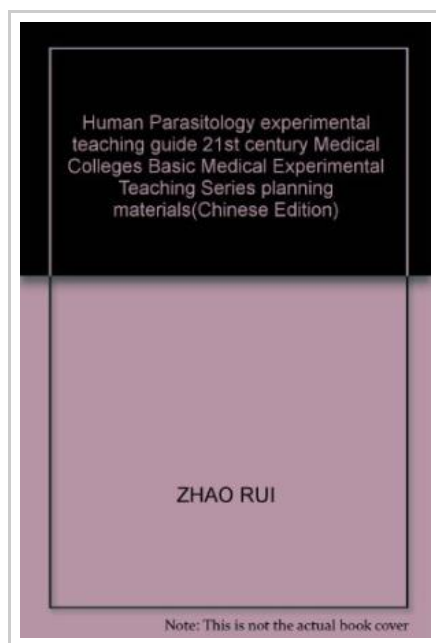 Human Parasitology experimental
teaching guide 21st century Medical
Colleges Basic Medical Experimental
Teaching Series planning
materials(Chinese Edition)
ZHAO RUI
Note: This is not the actual book cover